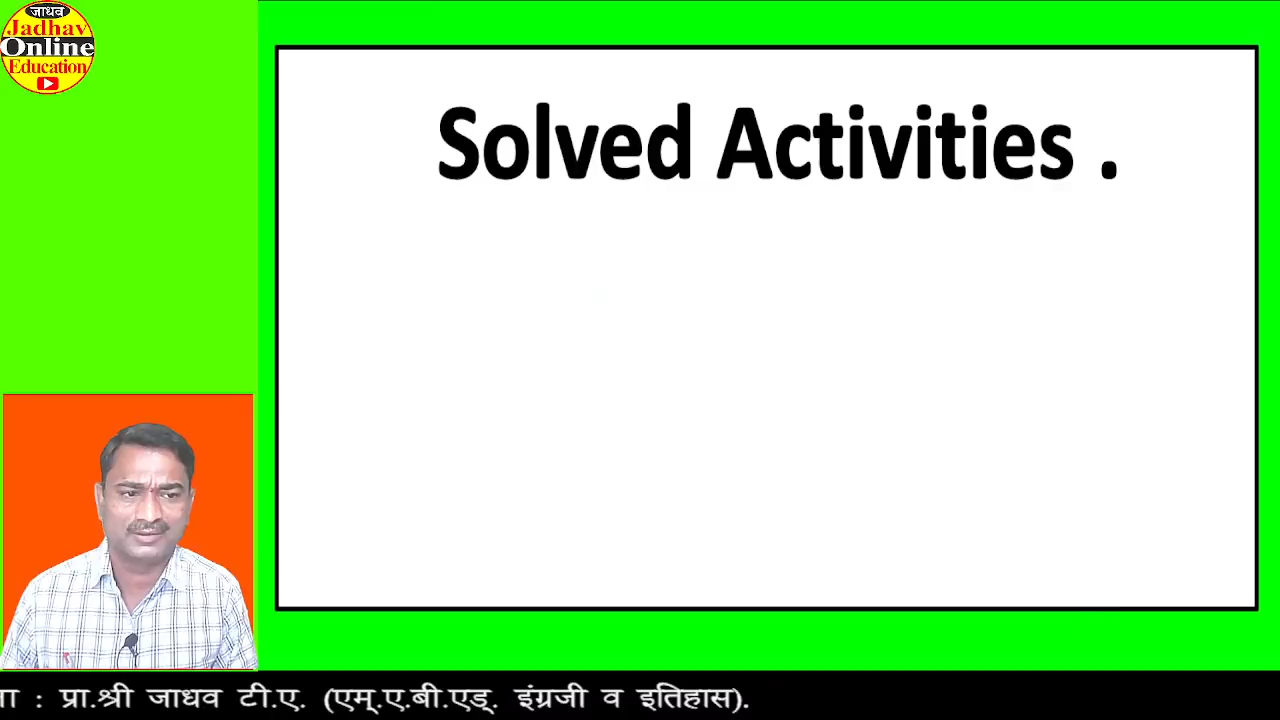 जाधव
Jadhav
Online
Education
Solved Activities .
: प्रा.श्री जाधव टी.ए. (एम्.ए.बी.एड्. इंग्रजी व इतिहास).